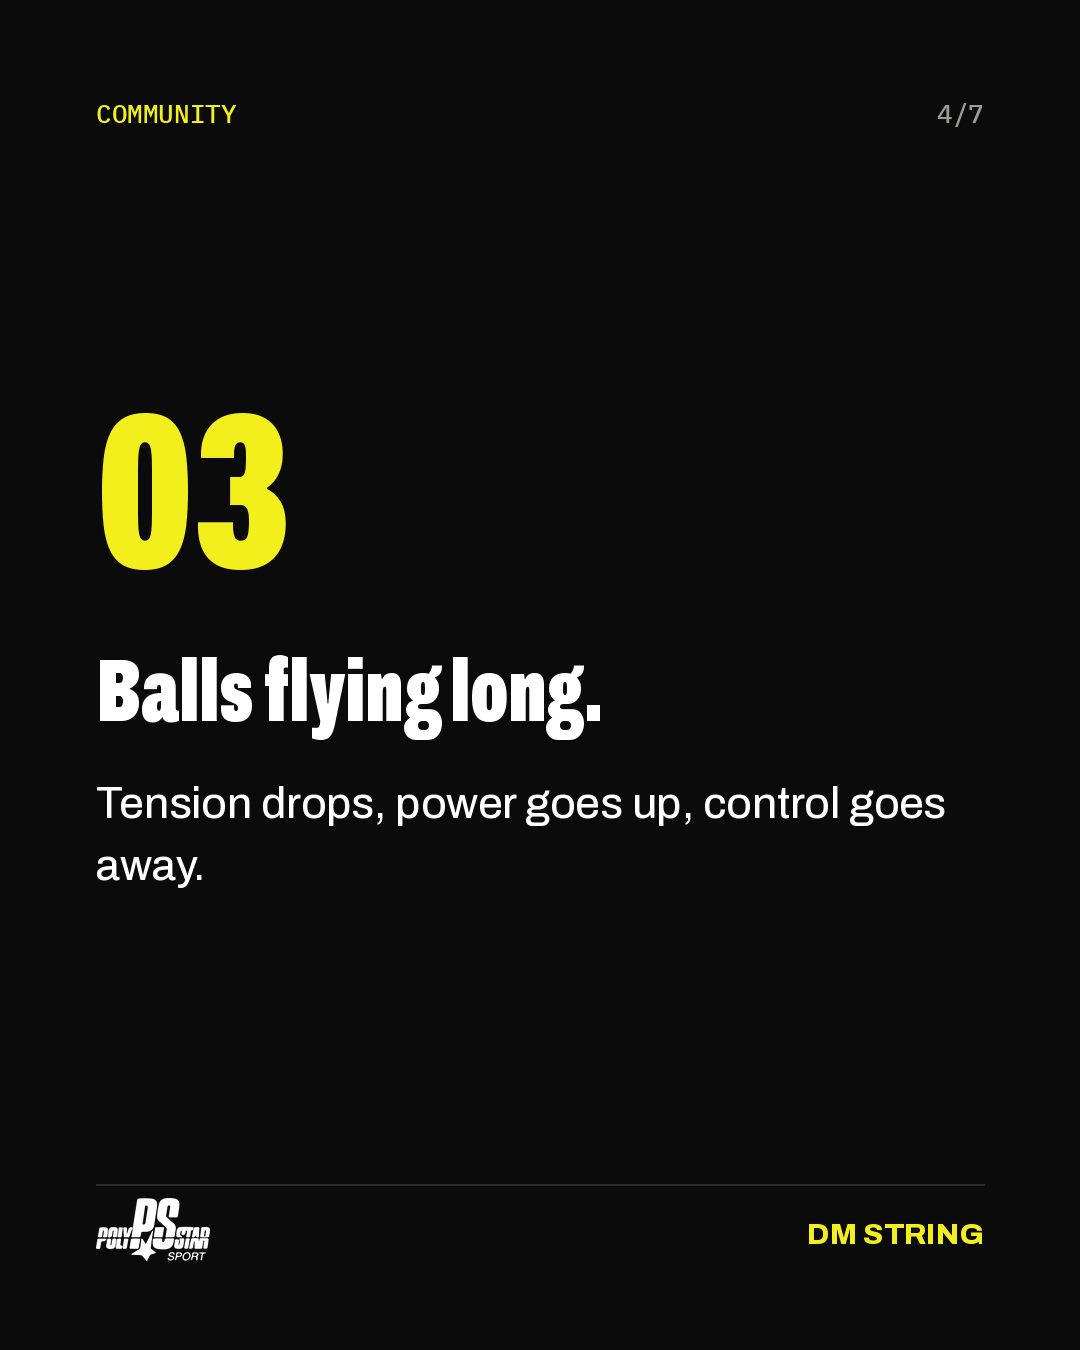 COMMUNITY
4/7
03
Balls flying long.
Tension drops, power goes up, control goes
away.
POLY PS STAR
SPORT
DM STRING